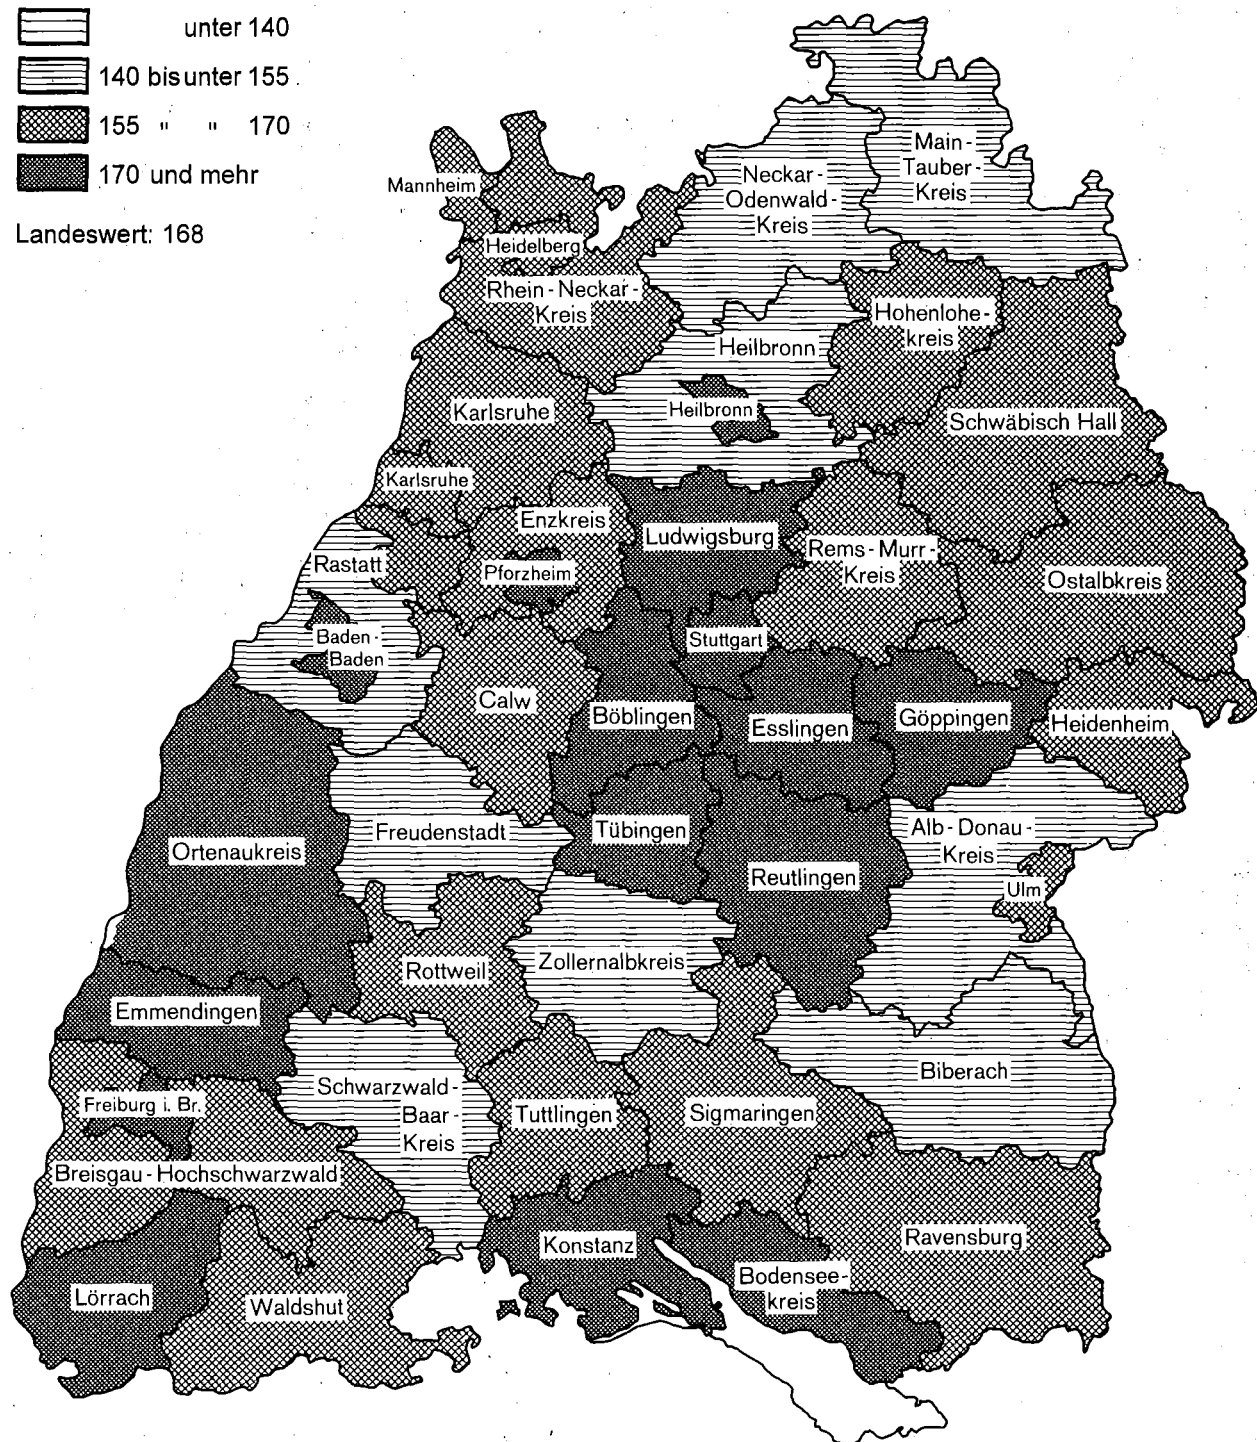 unter 140
140 bis unter 155
155 " " 170
170 und mehr
Landeswert: 168
Main-
Tauber-
Kreis
Neckar-
Odenwald-
Kreis
Mannheim
Heidelberg
Rhein-Neckar-
Kreis
Hohenlohe-
kreis
Heilbronn
Heilbronn
Karlsruhe
Schwäbisch Hall
Karlsruhe
Enzkreis
Ludwigsburg
Rems-Murr-
Kreis
Rastatt
Pforzheim
Ostalbkreis
Baden-
Baden
Stuttgart
Calw
Böblingen
Esslingen
Göppingen
Heidenheim
Freudenstadt
Tübingen
Alb-Donau-
Kreis
Ortenaukreis
Reutlingen
Ulm
Rottweil
Zollernalbkreis
Emmendingen
Biberach
Schwarzwald-
Baar-
Kreis
Freiburg i. Br.
Tuttlingen
Sigmaringen
Breisgau-Hochschwarzwald
Ravensburg
Konstanz
Bodensee-
kreis
Lörrach
Waldshut